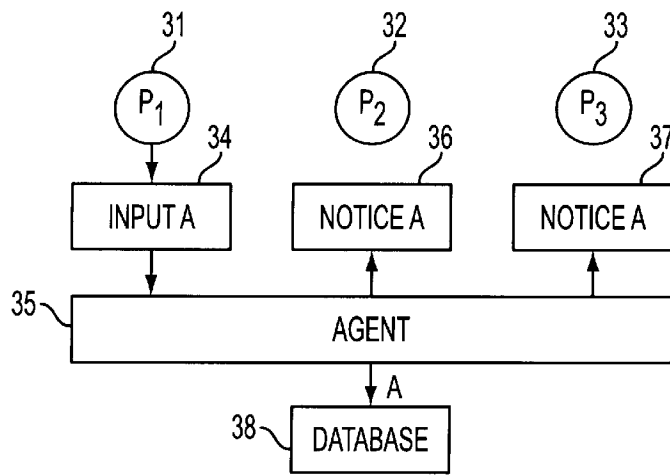 31 32 33
P1 P2 P3
34 36 37
INPUT A NOTICE A NOTICE A
35 AGENT
A
38 DATABASE